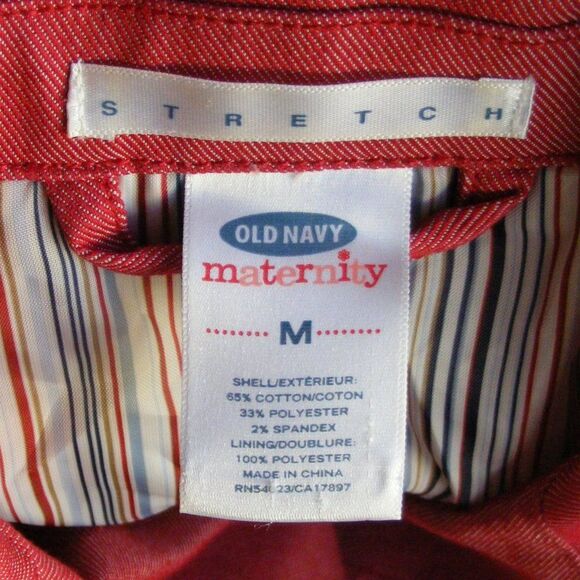 STRETCH
OLD NAVY
maternity
M
SHELL/EXTÉRIEUR:
65% COTTON/COTON
33% POLYESTER
2% SPANDEX
LINING/DOUBLURE:
100% POLYESTER
MADE IN CHINA
RN54023/CA17897